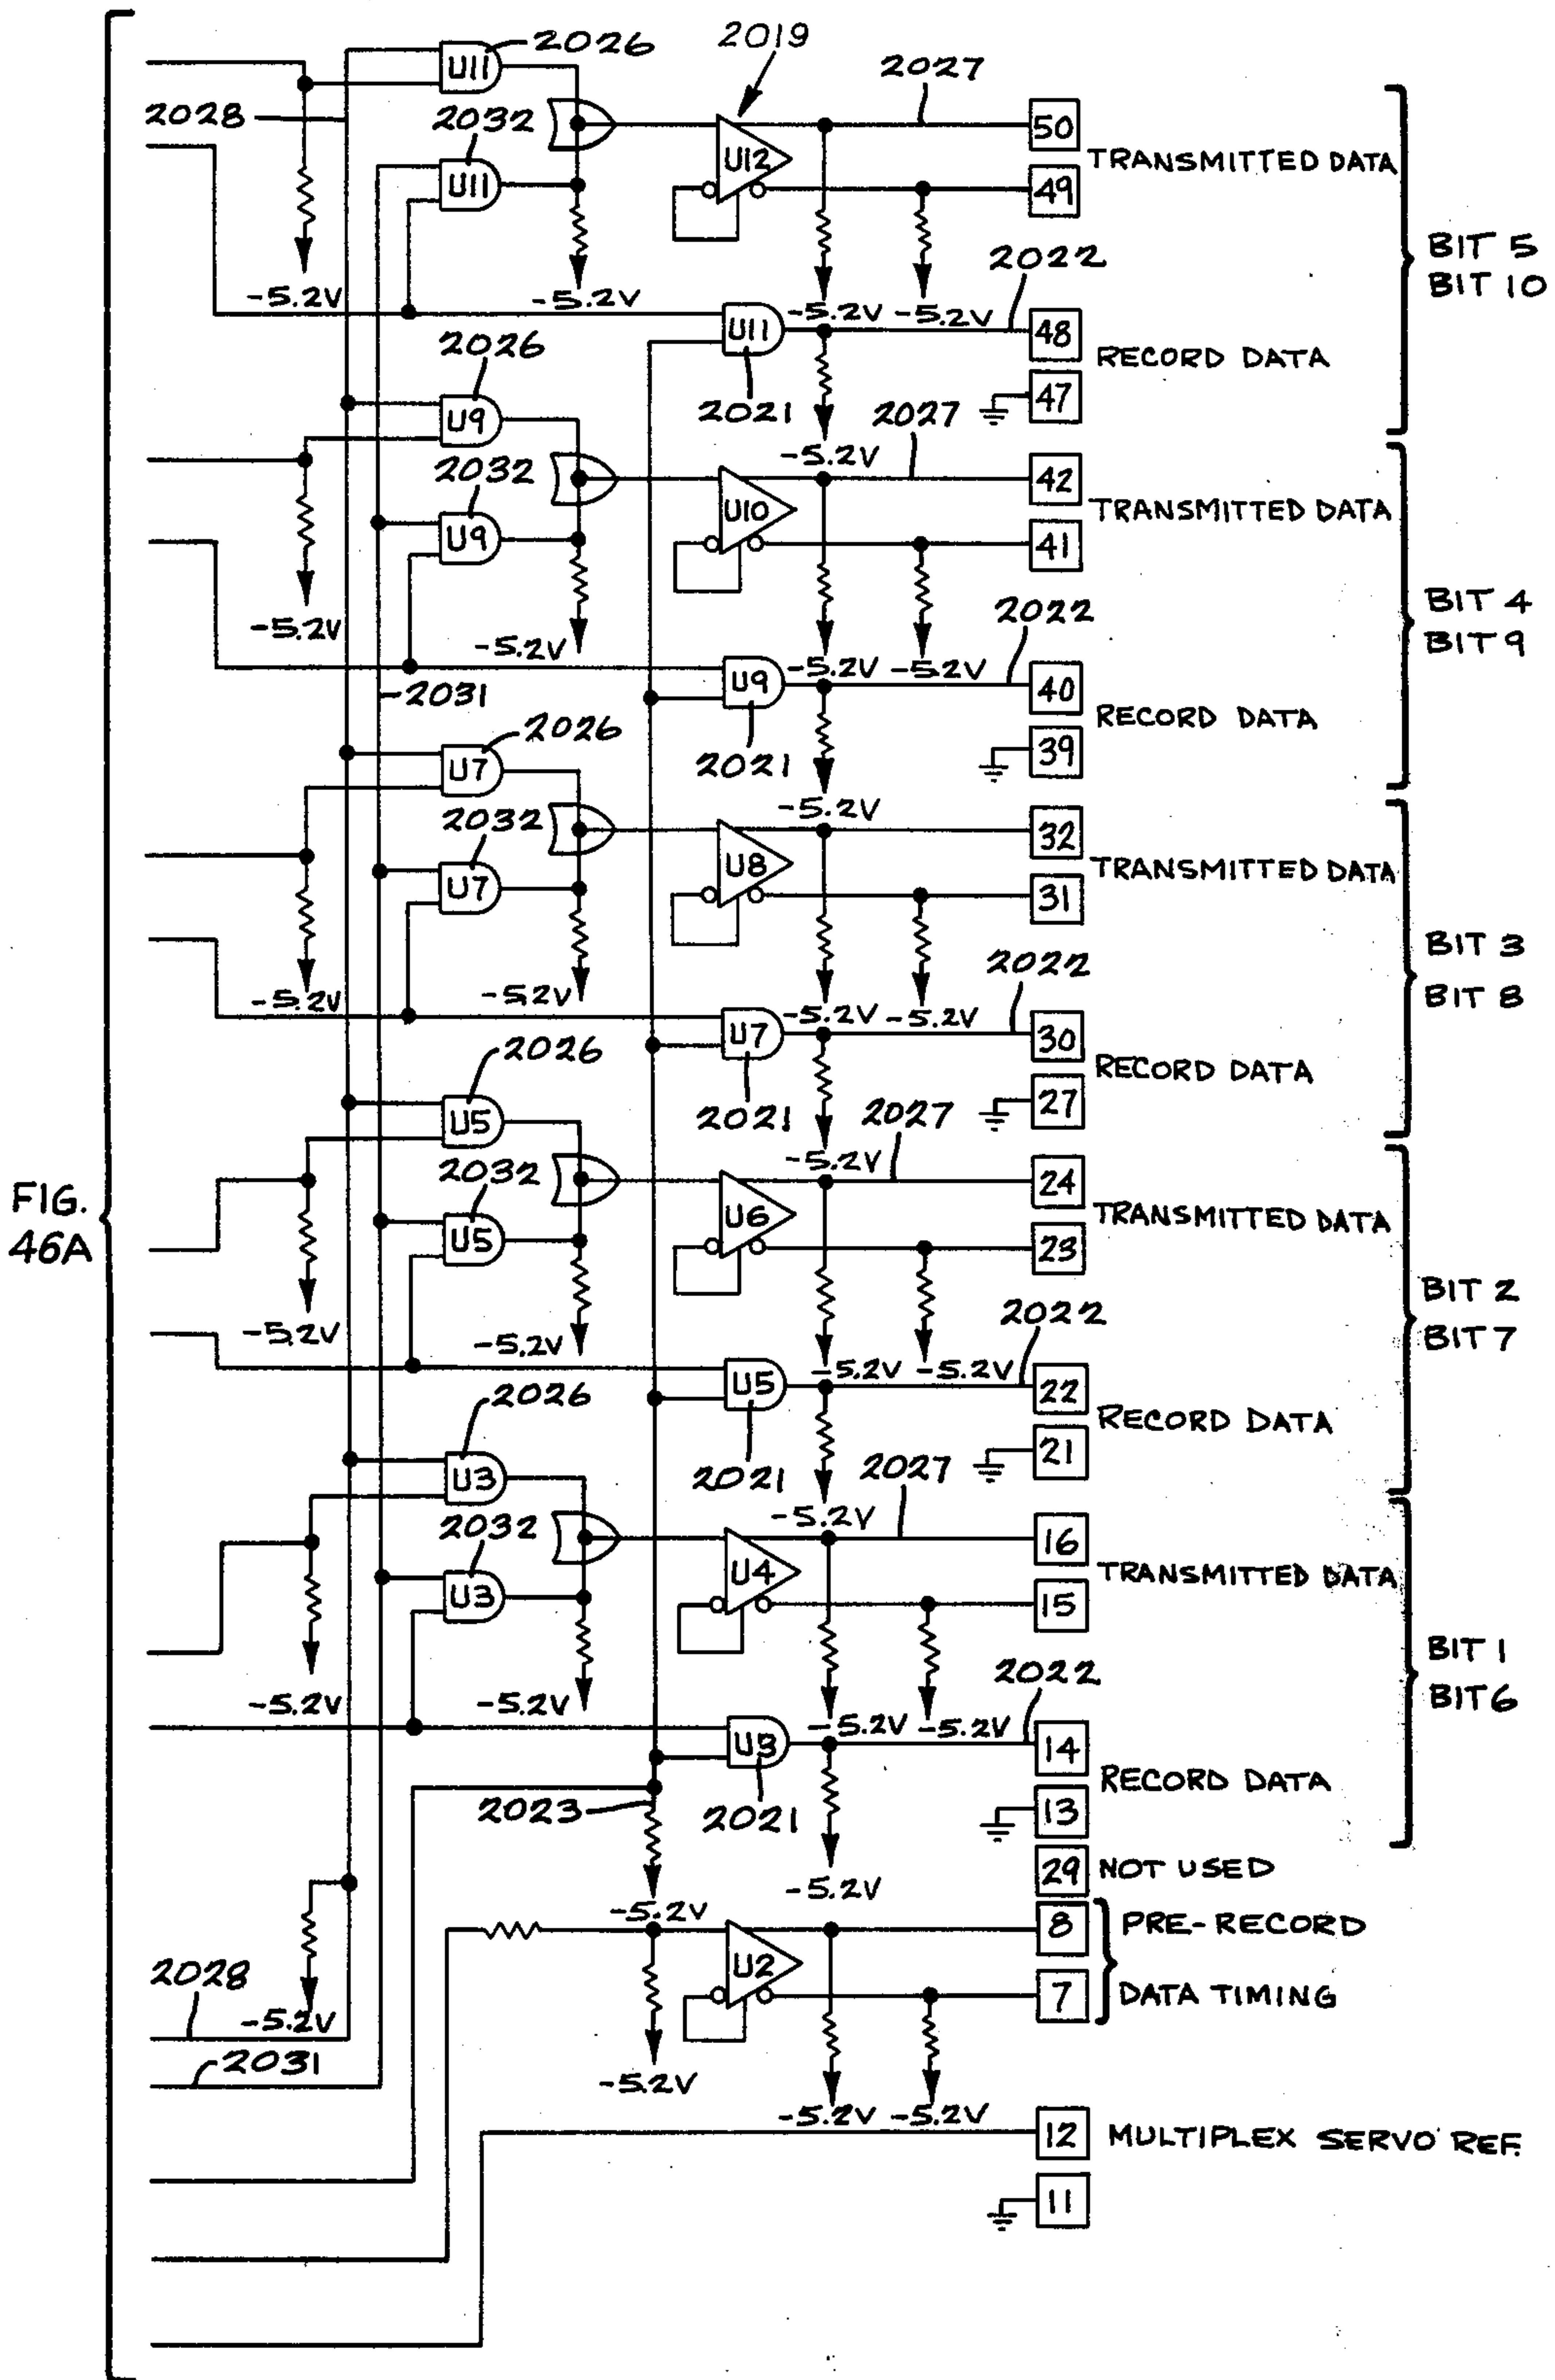 2026
2019
U11
2027
2028
2032
50
TRANSMITTED DATA
U12
U11
49
BIT 5
BIT 10
2022
-5.2V
-5.2V
-5.2V
-5.2V
U11
48
2026
RECORD DATA
2021
2027
47
U9
-5.2V
2032
42
TRANSMITTED DATA
U10
U9
41
BIT 4
BIT 9
2022
-5.2V
-5.2V
-5.2V
-5.2V
U9
40
2031
RECORD DATA
2026
2021
39
U7
-5.2V
2032
32
TRANSMITTED DATA
U8
U7
31
BIT 3
BIT 8
2022
-5.2V
-5.2V
-5.2V
-5.2V
U7
30
2026
RECORD DATA
2021
2027
27
U5
-5.2V
2032
24
FIG.
46A
TRANSMITTED DATA
U6
U5
23
BIT 2
BIT 7
2022
-5.2V
-5.2V
-5.2V
-5.2V
U5
22
2026
RECORD DATA
2021
2027
21
U3
-5.2V
2032
16
TRANSMITTED DATA
U4
U3
15
BIT 1
BIT 6
2022
-5.2V
-5.2V
-5.2V
-5.2V
U3
14
RECORD DATA
2023
2021
13
29
NOT USED
-5.2V
-5.2V
8
PRE-RECORD
U2
2028
7
DATA TIMING
-5.2V
2031
-5.2V
-5.2V
-5.2V
12
MULTIPLEX SERVO REF.
11